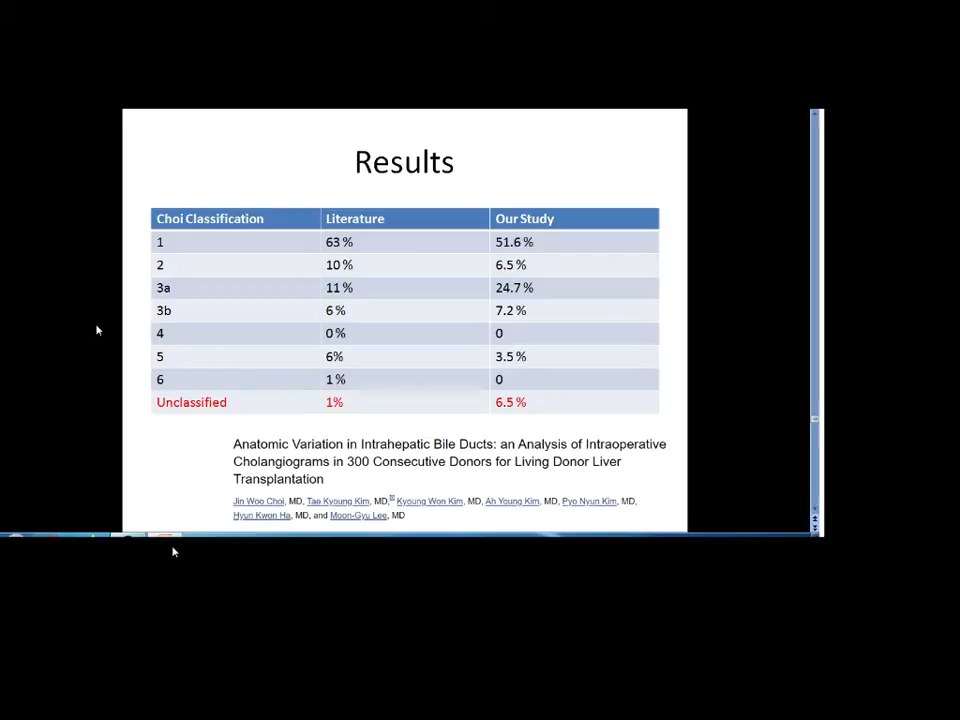 Results
Choi Classification Literature Our Study
1 63 % 51.6 %
2 10 % 6.5 %
3a 11 % 24.7 %
3b 6 % 7.2 %
4 0 % 0
5 6% 3.5 %
6 1 % 0
Unclassified 1% 6.5 %
Anatomic Variation in Intrahepatic Bile Ducts: an Analysis of Intraoperative
Cholangiograms in 300 Consecutive Donors for Living Donor Liver
Transplantation
Jin Woo Choi, MD, Tae Kyoung Kim, MD, Kyoung Won Kim, MD, Ah Young Kim, MD, Pyo Nyun Kim, MD,
Hyun Kwon Ha, MD, and Moon-Gyu Lee, MD